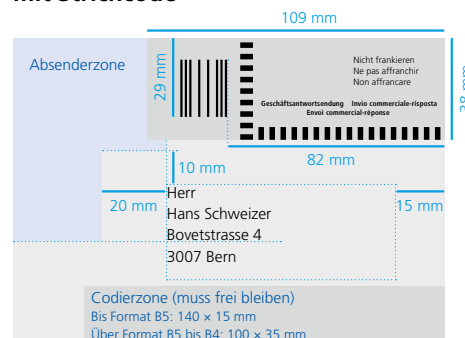 109 mm
Absenderzone
29 mm
Nicht frankieren
Ne pas affranchir
Non affrancare
Geschäftsantwortsendung Invio commerciale-risposta
Envoi commercial-réponse
82 mm
10 mm
20 mm
15 mm
Herr
Hans Schweizer
Bovetstrasse 4
3007 Bern
Codierzone (muss frei bleiben)
Bis Format B5: 140 × 15 mm
Über Format B5 bis B4: 100 × 35 mm